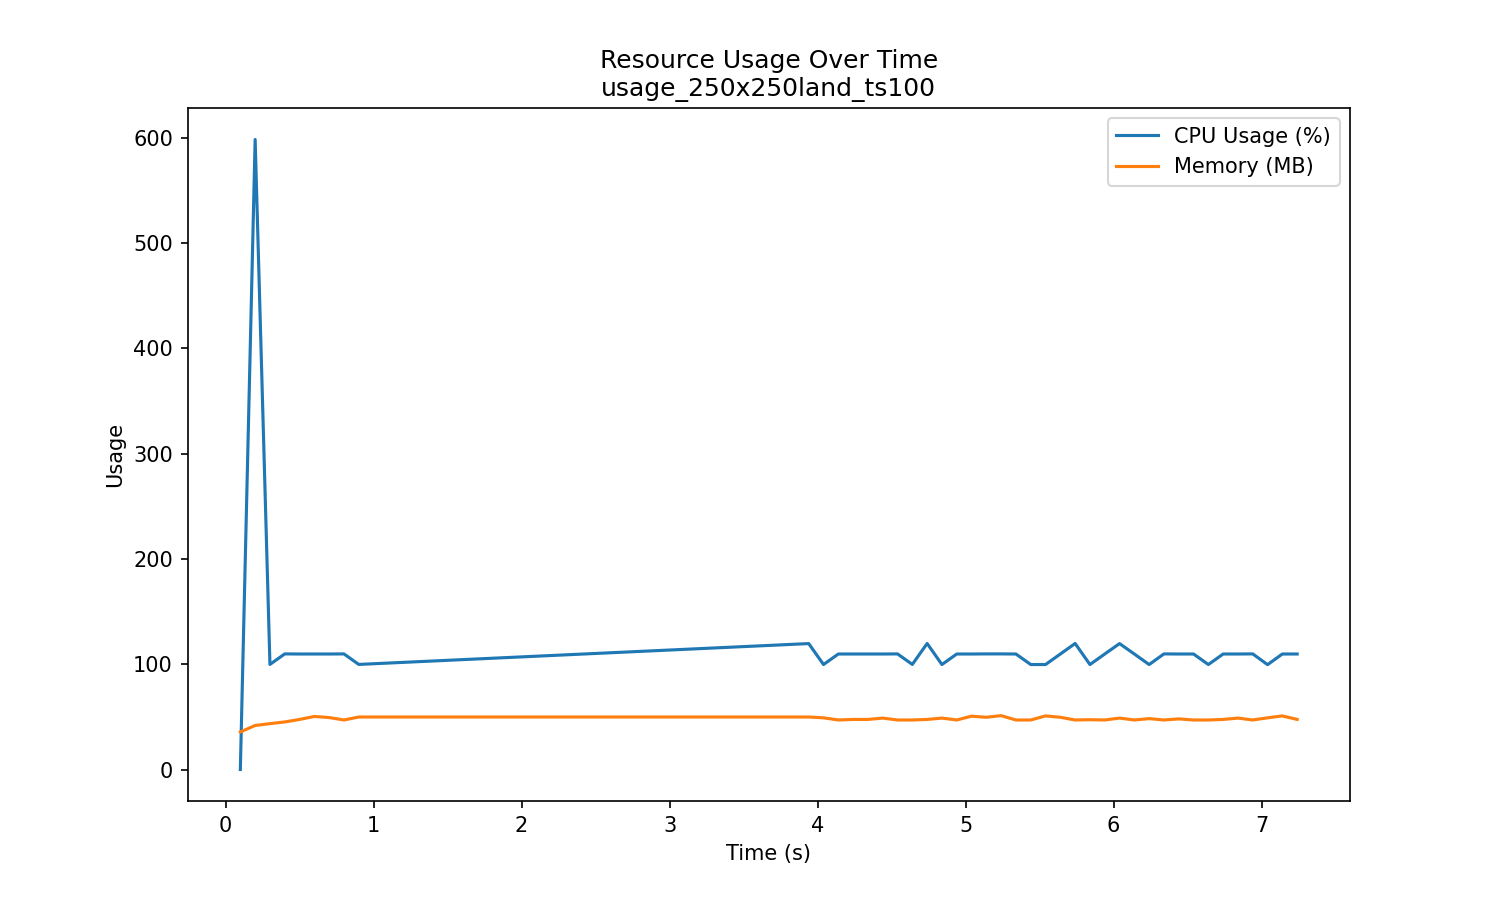 Resource Usage Over Time
usage_250x250land_ts100
CPU Usage (%)
Memory (MB)
600
500
400
300
200
100
0
Usage
0 1 2 3 4 5 6 7
Time (s)